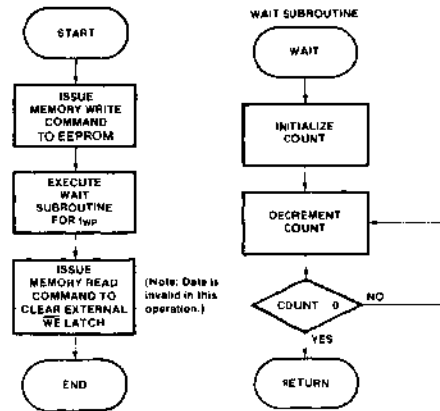 START
ISSUE
MEMORY WRITE
COMMAND
TO EEPROM
EXECUTE
WAIT
SUBROUTINE
FOR tWP
ISSUE
MEMORY READ
COMMAND TO
CLEAR EXTERNAL
WE LATCH
(Note: Data is
invalid in this
operation.)
END
WAIT SUBROUTINE
WAIT
INITIALIZE
COUNT
DECREMENT
COUNT
COUNT 0
NO
YES
RETURN